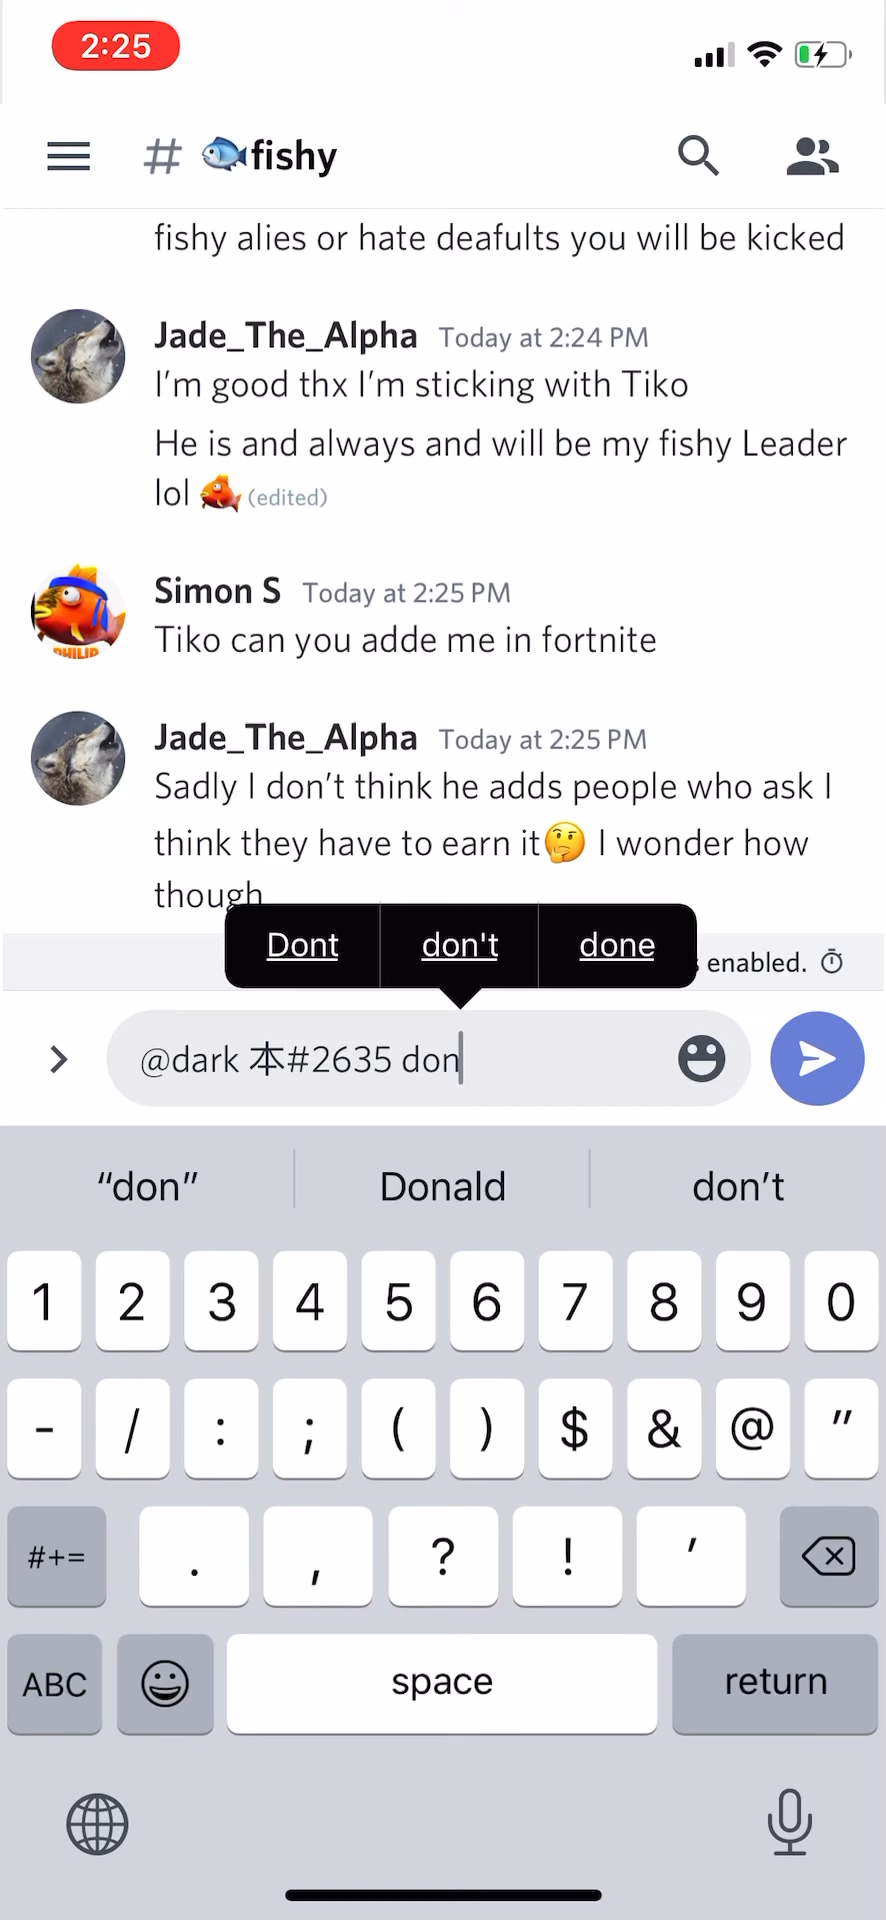 2:25
# 🐟fishy
fishy alies or hate deafults you will be kicked
Jade_The_Alpha Today at 2:24 PM
I'm good thx I'm sticking with Tiko
He is and always and will be my fishy Leader
lol (edited)
PHILIP
Simon S Today at 2:25 PM
Tiko can you adde me in fortnite
Jade_The_Alpha Today at 2:25 PM
Sadly I don't think he adds people who ask I
think they have to earn it🤔 I wonder how
though
Dont don't done
enabled.
@dark 本#2635 don
“don” Donald don't
1 2 3 4 5 6 7 8 9 0
- / : ; ( ) $ & @ "
#+= . , ? ! '
ABC space return